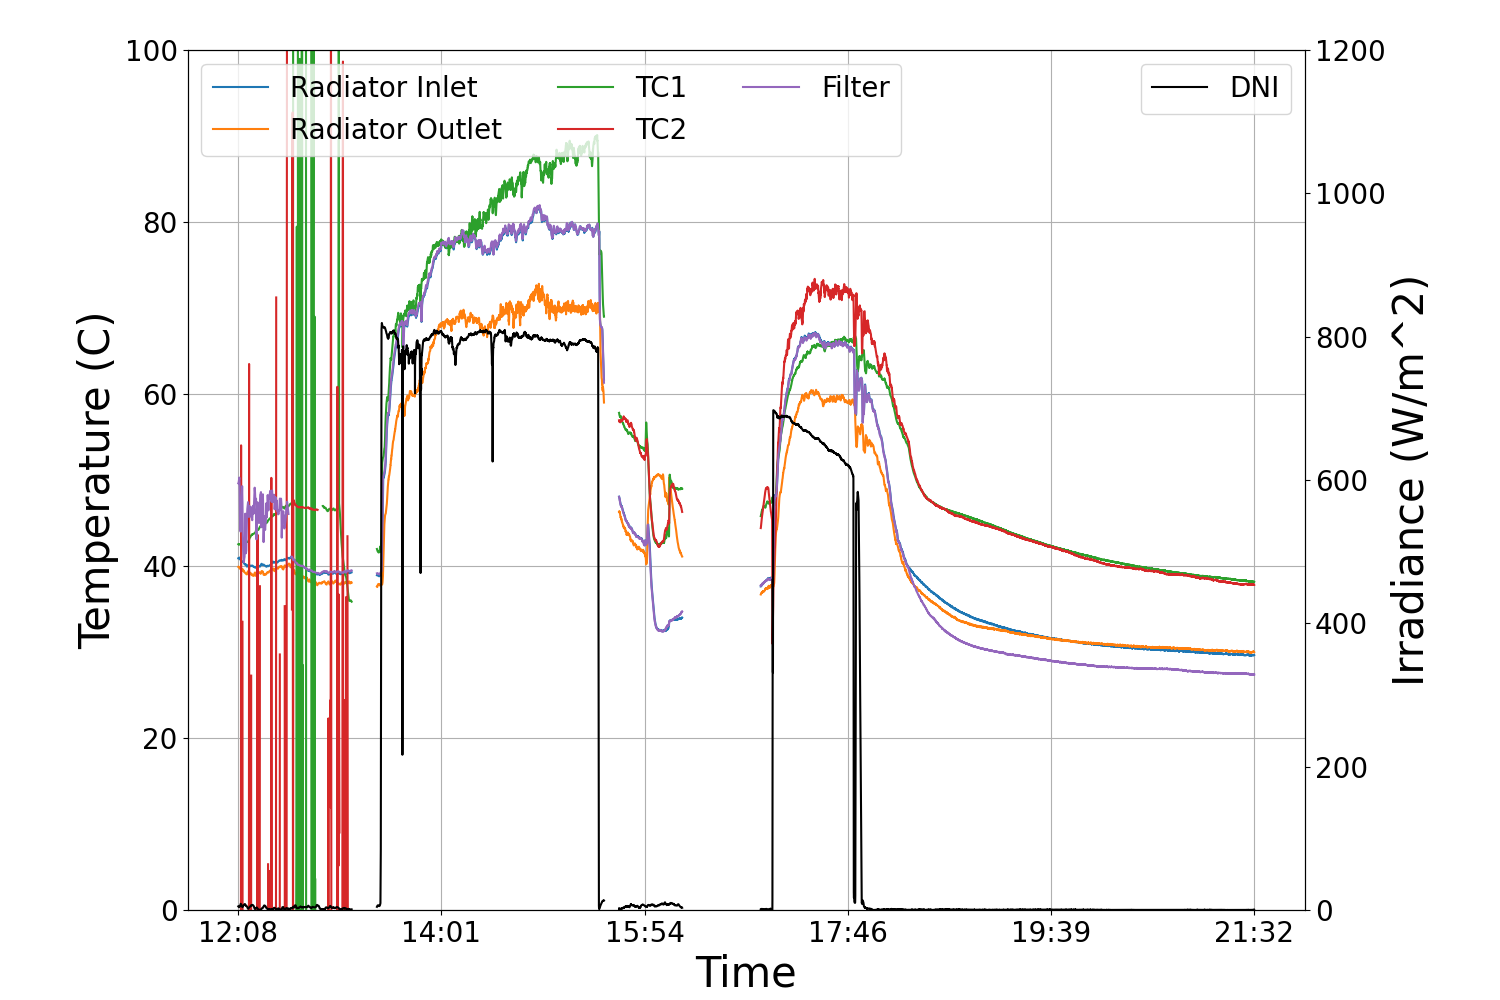 100
80
60
40
20
0
Temperature (C)
Radiator Inlet
Radiator Outlet
TC1
TC2
Filter
DNI
1200
1000
800
600
400
200
0
Irradiance (W/m^2)
12:08 14:01 15:54 17:46 19:39 21:32
Time